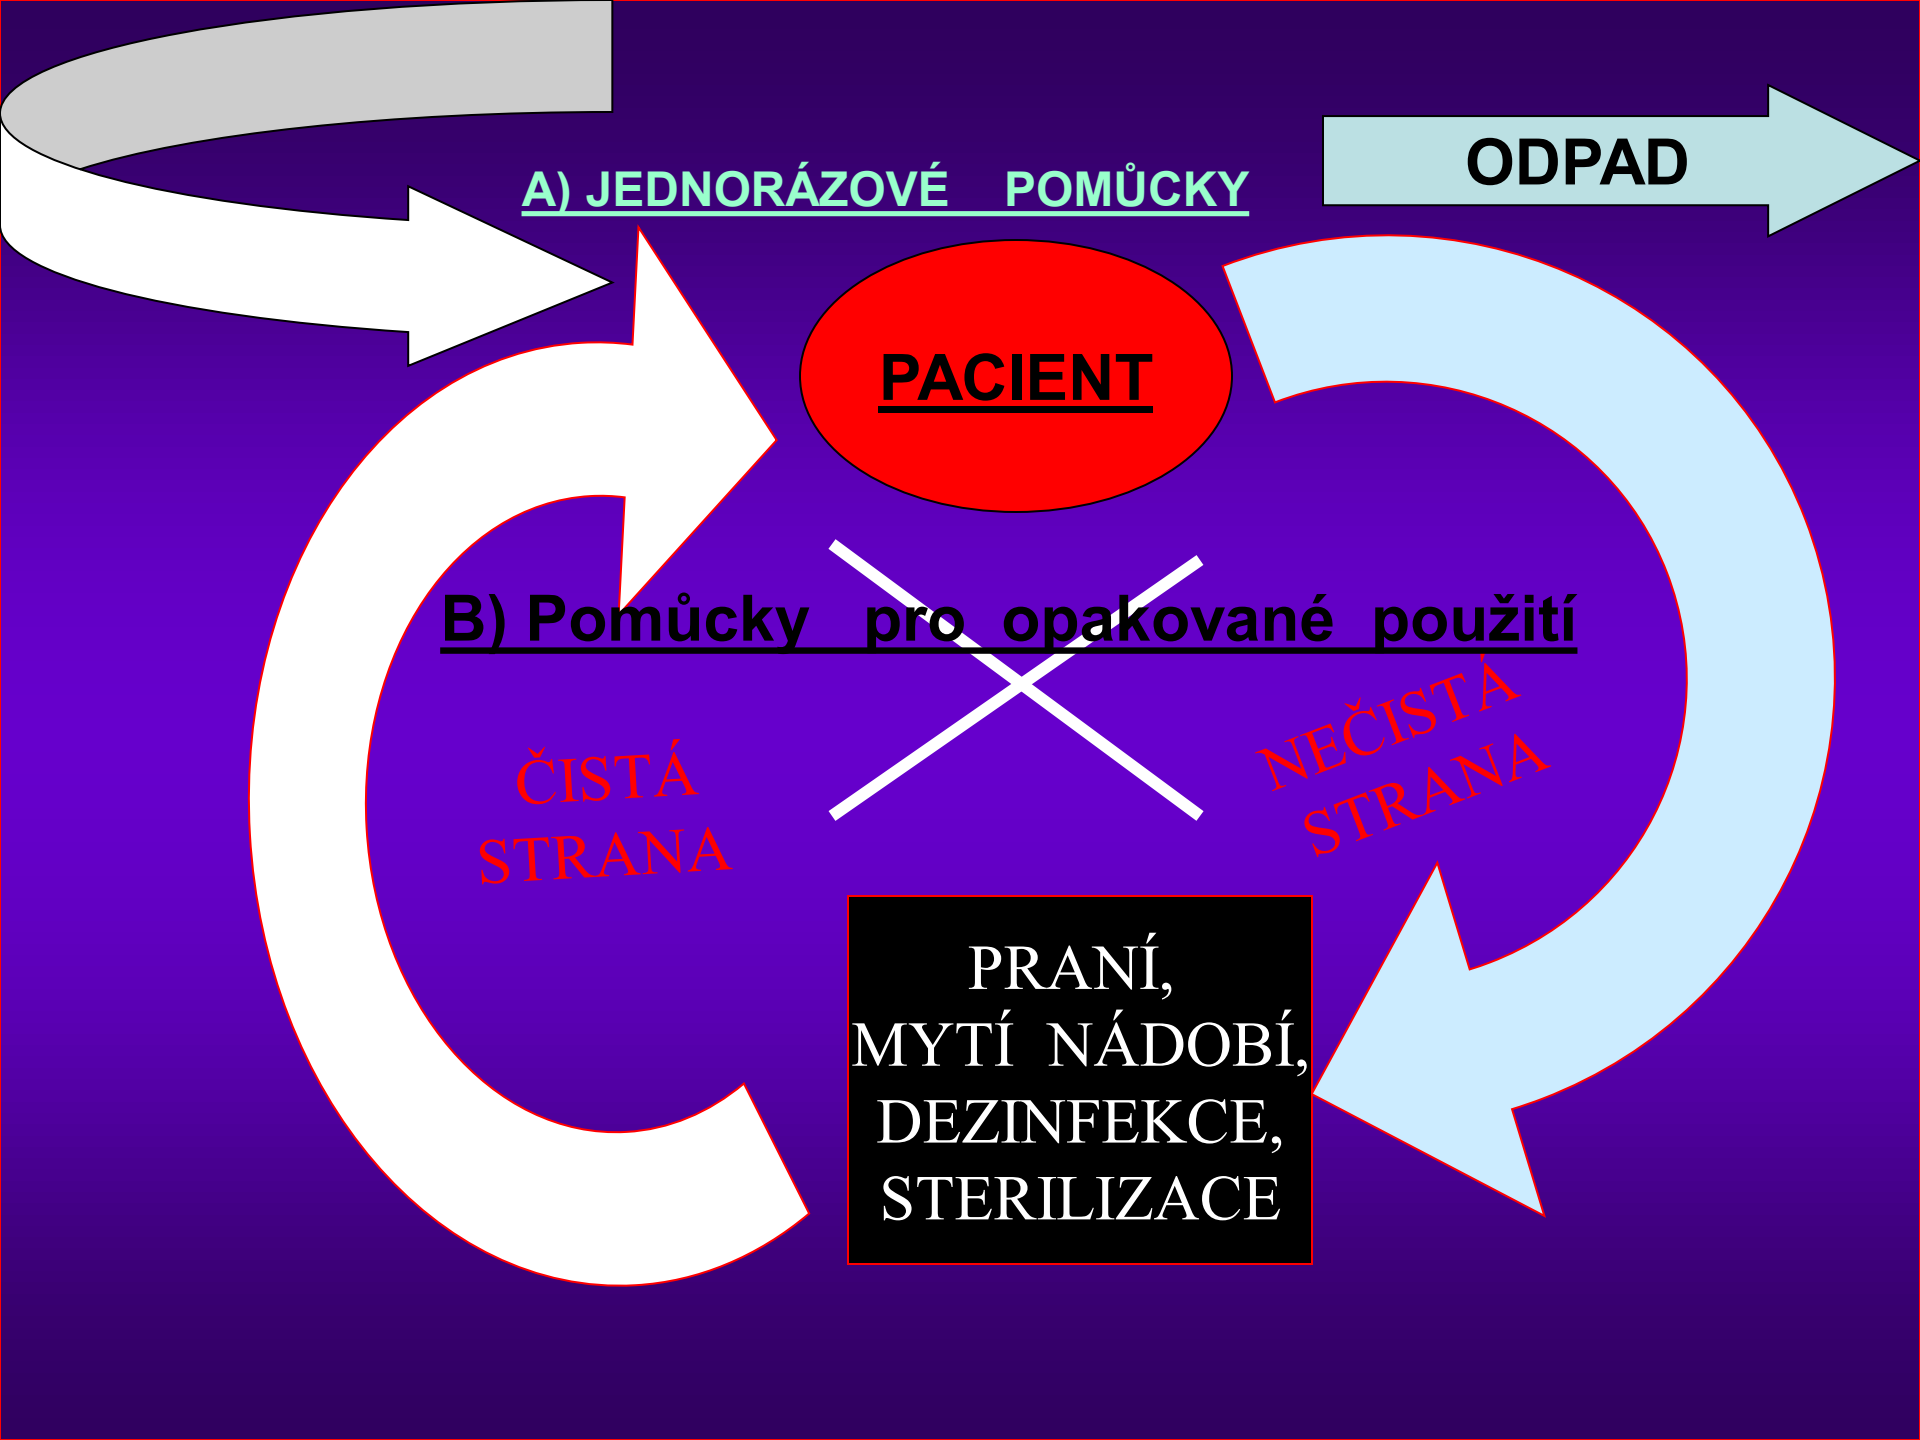 ODPAD
A) JEDNORÁZOVÉ POMŮCKY
PACIENT
B) Pomůcky pro opakované použití
NEČISTÁ
STRANA
ČISTÁ
STRANA
PRANÍ,
MYTÍ NÁDOBÍ,
DEZINFEKCE,
STERILIZACE